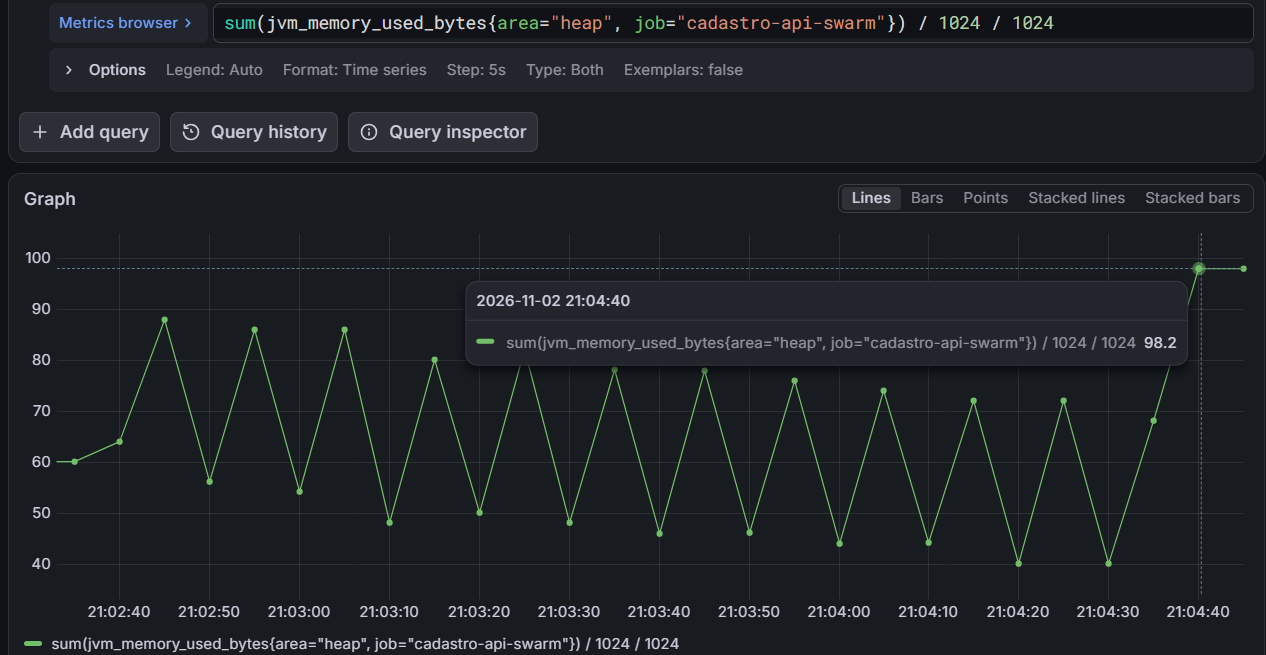 Metrics browser > sum(jvm_memory_used_bytes{area="heap", job="cadastro-api-swarm"}) / 1024 / 1024
> Options Legend: Auto Format: Time series Step: 5s Type: Both Exemplars: false
+ Add query Query history Query inspector
Graph Lines Bars Points Stacked lines Stacked bars
100
90
80
70
60
50
40
2026-11-02 21:04:40
sum(jvm_memory_used_bytes{area="heap", job="cadastro-api-swarm"}) / 1024 / 1024 98.2
21:02:40 21:02:50 21:03:00 21:03:10 21:03:20 21:03:30 21:03:40 21:03:50 21:04:00 21:04:10 21:04:20 21:04:30 21:04:40
sum(jvm_memory_used_bytes{area="heap", job="cadastro-api-swarm"}) / 1024 / 1024